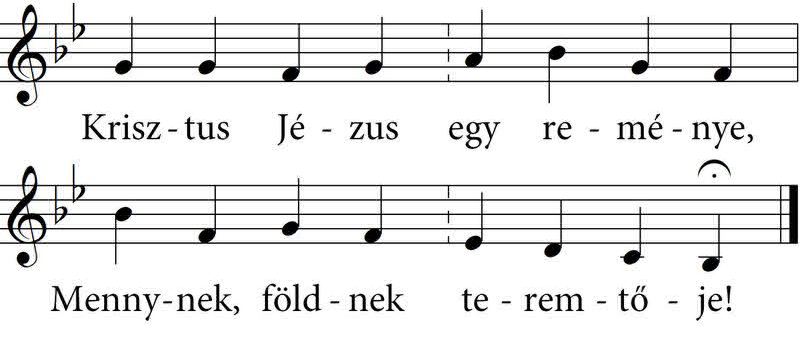 Krisz - tus Jé - zus egy re - mé - nye,
Menny - nek, föld - nek te - rem - tő - je!